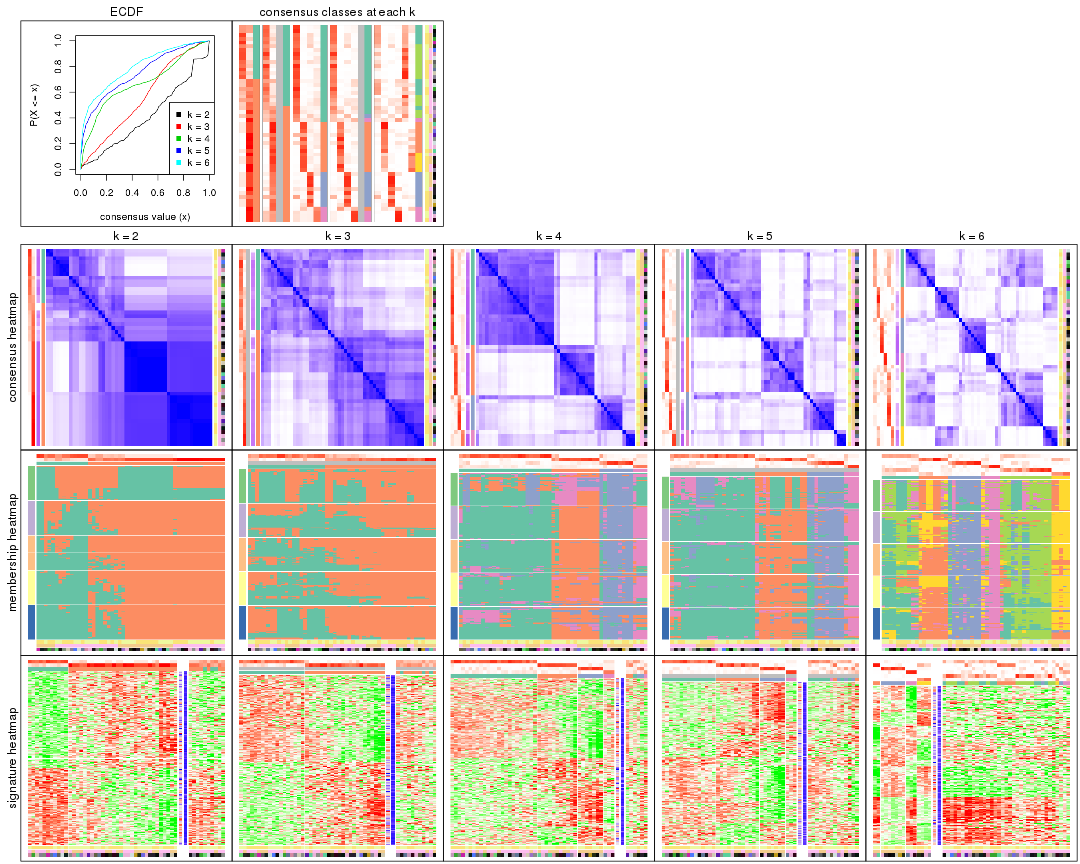 ECDF
consensus classes at each k
P(X <= x)
0.0 0.2 0.4 0.6 0.8 1.0
k = 2
k = 3
k = 4
k = 5
k = 6
0.0 0.2 0.4 0.6 0.8 1.0
consensus value (x)
k = 2
k = 3
k = 4
k = 5
k = 6
consensus heatmap
membership heatmap
signature heatmap